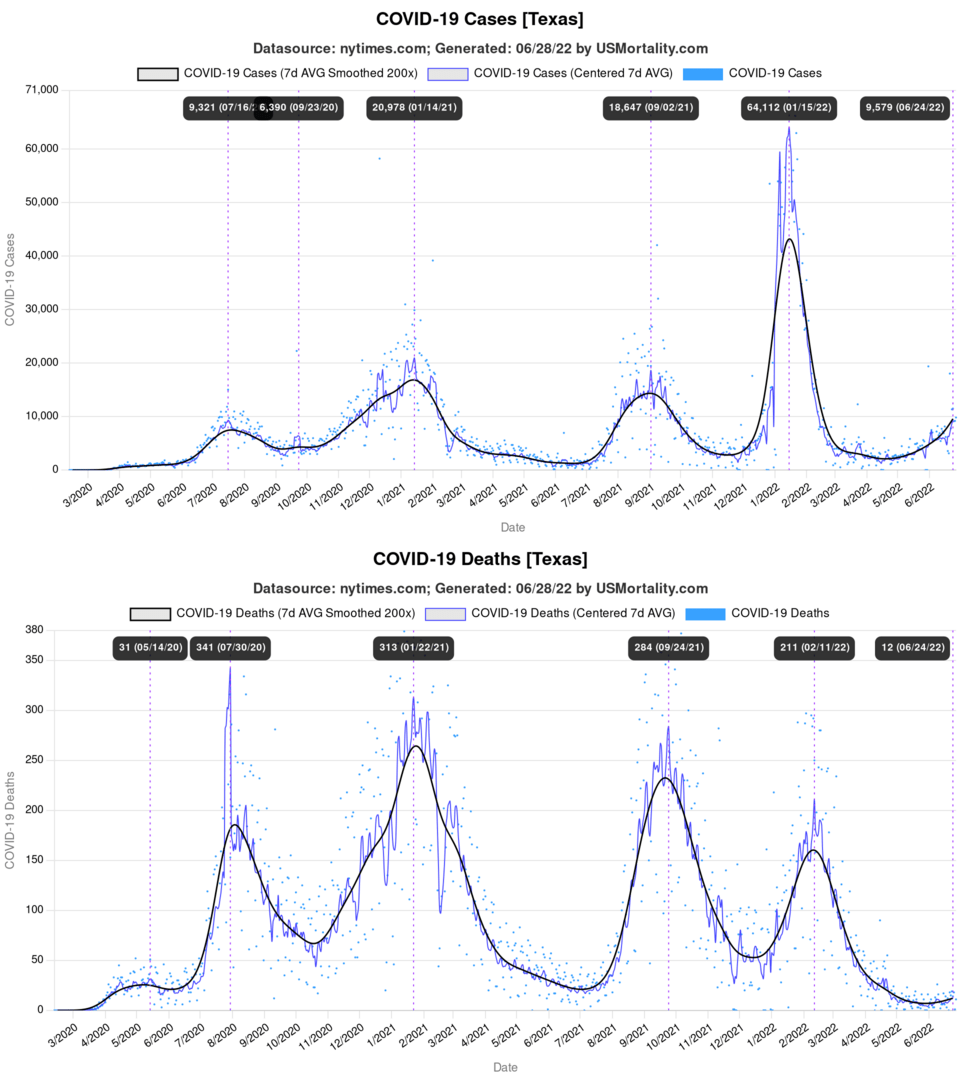 COVID-19 Cases [Texas]
Datasource: nytimes.com; Generated: 06/28/22 by USMortality.com
COVID-19 Cases (7d AVG Smoothed 200x) COVID-19 Cases (Centered 7d AVG) COVID-19 Cases
71,000
9,321 (07/16/ 6,390 (09/23/20) 20,978 (01/14/21) 18,647 (09/02/21) 64,112 (01/15/22) 9,579 (06/24/22)
60,000
50,000
40,000
30,000
20,000
10,000
0
COVID-19 Cases
3/2020 4/2020 5/2020 6/2020 7/2020 8/2020 9/2020 10/2020 11/2020 12/2020 1/2021 2/2021 3/2021 4/2021 5/2021 6/2021 7/2021 8/2021 9/2021 10/2021 11/2021 12/2021 1/2022 2/2022 3/2022 4/2022 5/2022 6/2022
Date
COVID-19 Deaths [Texas]
Datasource: nytimes.com; Generated: 06/28/22 by USMortality.com
COVID-19 Deaths (7d AVG Smoothed 200x) COVID-19 Deaths (Centered 7d AVG) COVID-19 Deaths
380
31 (05/14/20) 341 (07/30/20) 313 (01/22/21) 284 (09/24/21) 211 (02/11/22) 12 (06/24/22)
350
300
250
200
150
100
50
0
COVID-19 Deaths
3/2020 4/2020 5/2020 6/2020 7/2020 8/2020 9/2020 10/2020 11/2020 12/2020 1/2021 2/2021 3/2021 4/2021 5/2021 6/2021 7/2021 8/2021 9/2021 10/2021 11/2021 12/2021 1/2022 2/2022 3/2022 4/2022 5/2022 6/2022
Date